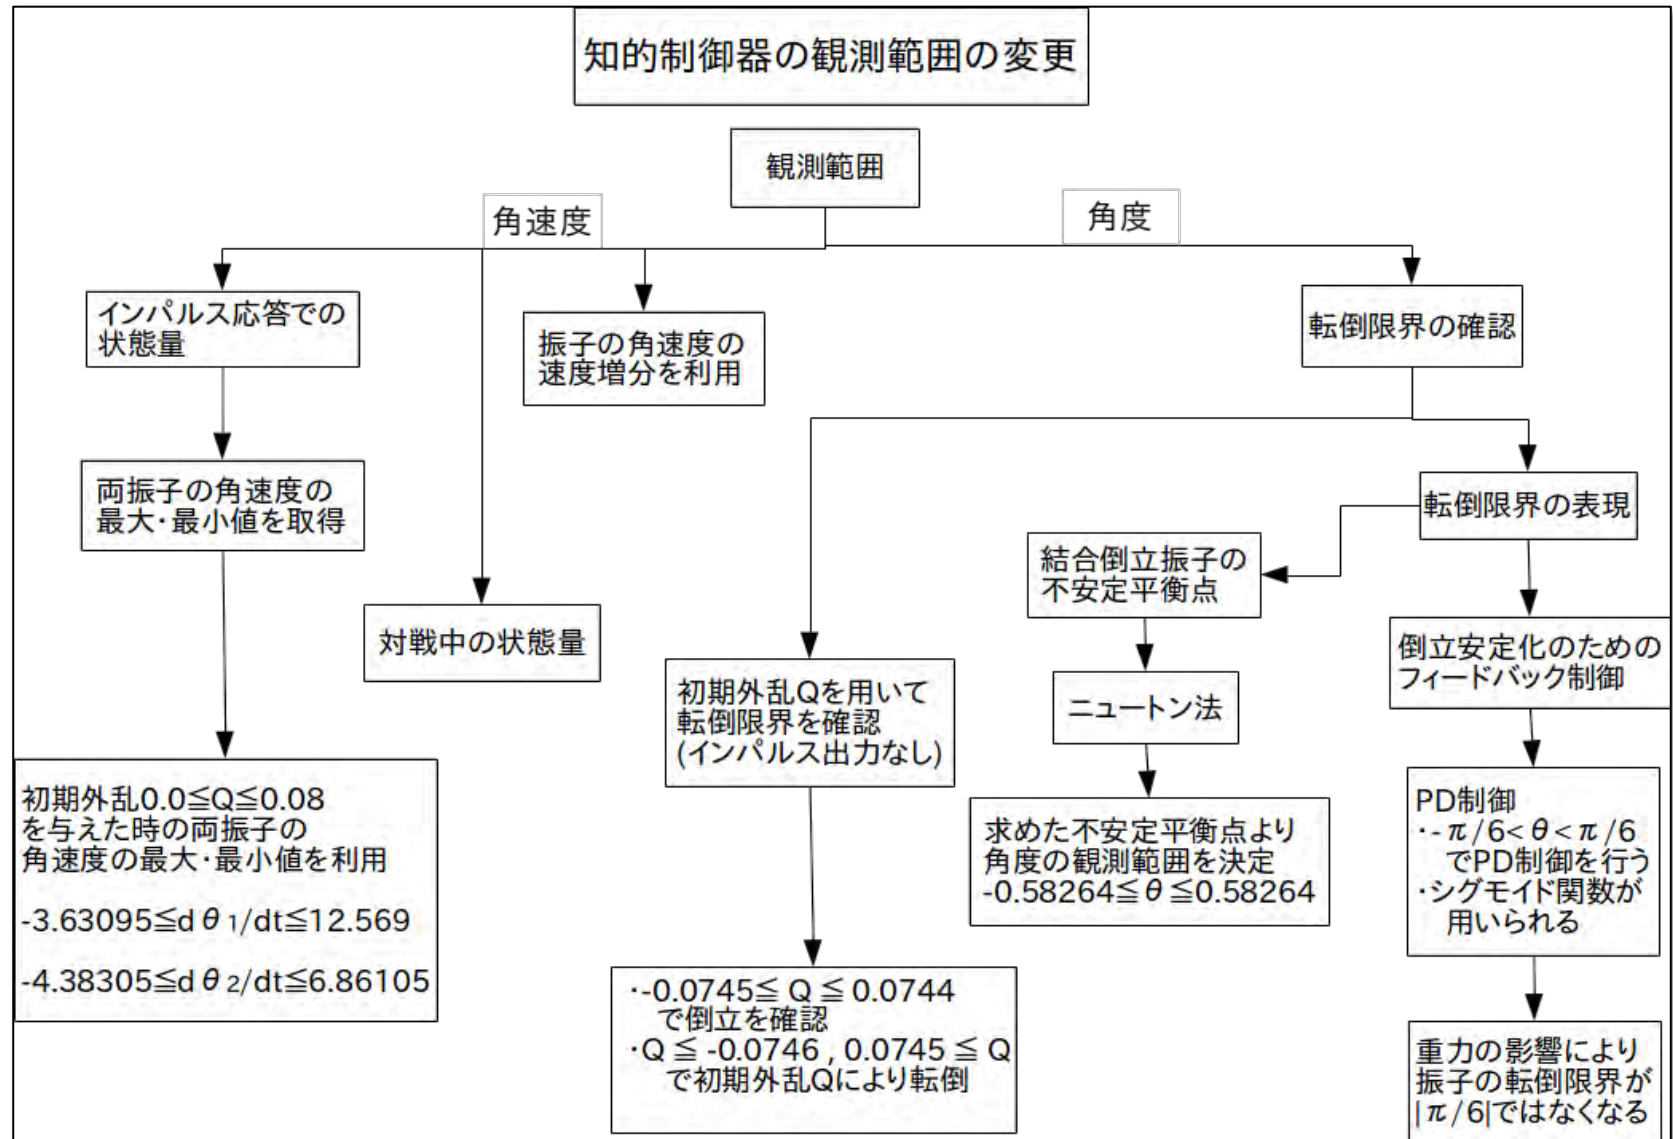 知的制御器の観測範囲の変更
観測範囲
角速度
角度
インパルス応答での
状態量
振子の角速度の
速度増分を利用
転倒限界の確認
両振子の角速度の
最大・最小値を取得
転倒限界の表現
結合倒立振子の
不安定平衡点
対戦中の状態量
倒立安定化のための
フィードバック制御
初期外乱Qを用いて
転倒限界を確認
(インパルス出力なし)
ニュートン法
初期外乱0.0≦Q≦0.08
を与えた時の両振子の
角速度の最大・最小値を利用
-3.63095≦dθ1/dt≦12.569
-4.38305≦dθ2/dt≦6.86105
求めた不安定平衡点より
角度の観測範囲を決定
-0.58264≦θ≦0.58264
PD制御
・-π/6<θ<π/6
でPD制御を行う
・シグモイド関数が
用いられる
・-0.0745≦Q≦0.0744
で倒立を確認
・Q≦-0.0746,0.0745≦Q
で初期外乱Qにより転倒
重力の影響により
振子の転倒限界が
|π/6|ではなくなる